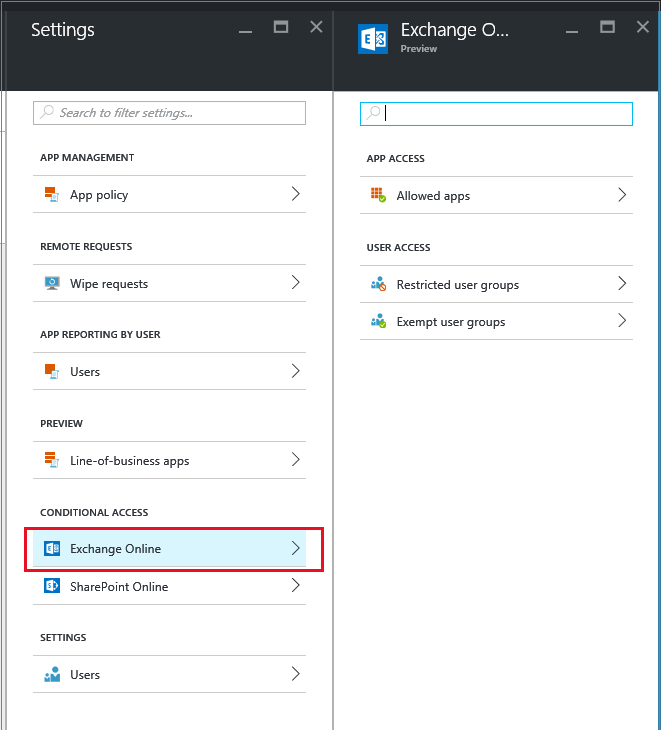 Settings
Search to filter settings...
APP MANAGEMENT
App policy
REMOTE REQUESTS
Wipe requests
APP REPORTING BY USER
Users
PREVIEW
Line-of-business apps
CONDITIONAL ACCESS
Exchange Online
SharePoint Online
SETTINGS
Users
Exchange O...
Preview
APP ACCESS
Allowed apps
USER ACCESS
Restricted user groups
Exempt user groups